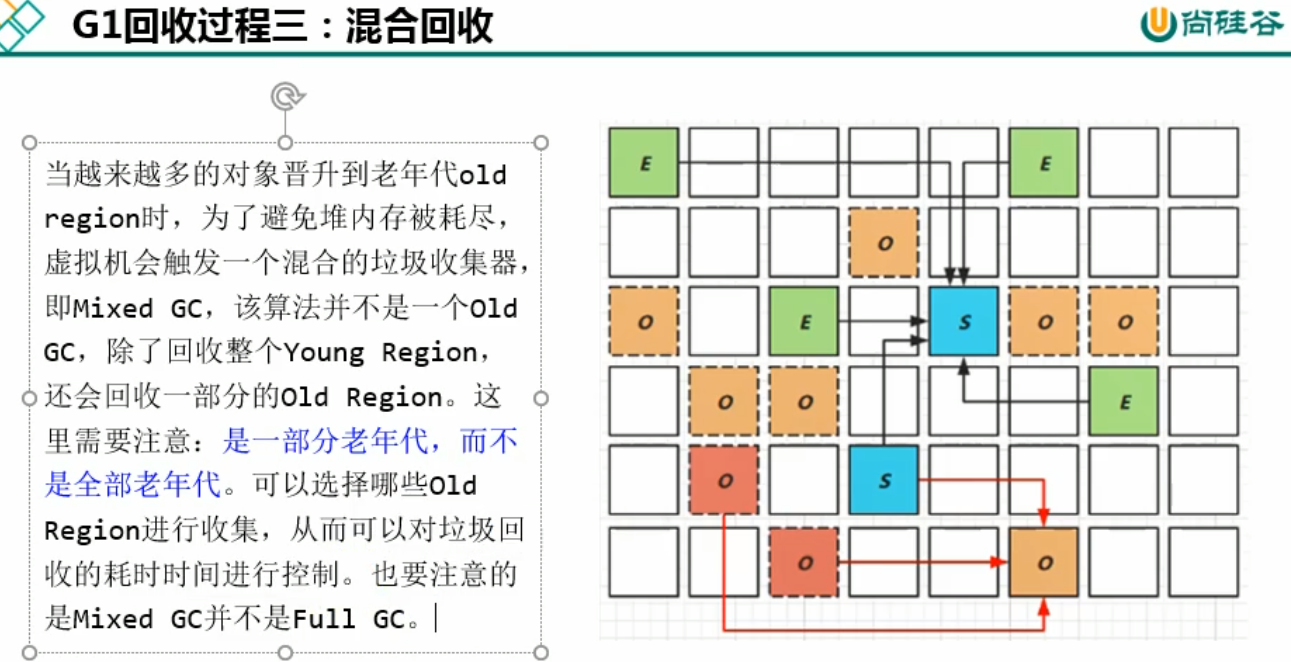 G1回收过程三：混合回收
尚硅谷
当越来越多的对象晋升到老年代old
region时，为了避免堆内存被耗尽，
虚拟机会触发一个混合的垃圾收集器，
即Mixed GC，该算法并不是一个Old
GC，除了回收整个Young Region，
还会回收一部分的Old Region。这
里需要注意：是一部分老年代，而不
是全部老年代。可以选择哪些Old
Region进行收集，从而可以对垃圾回
收的耗时时间进行控制。也要注意的
是Mixed GC并不是Full GC。
E E
O
O E S O O
O O E
O S
O O